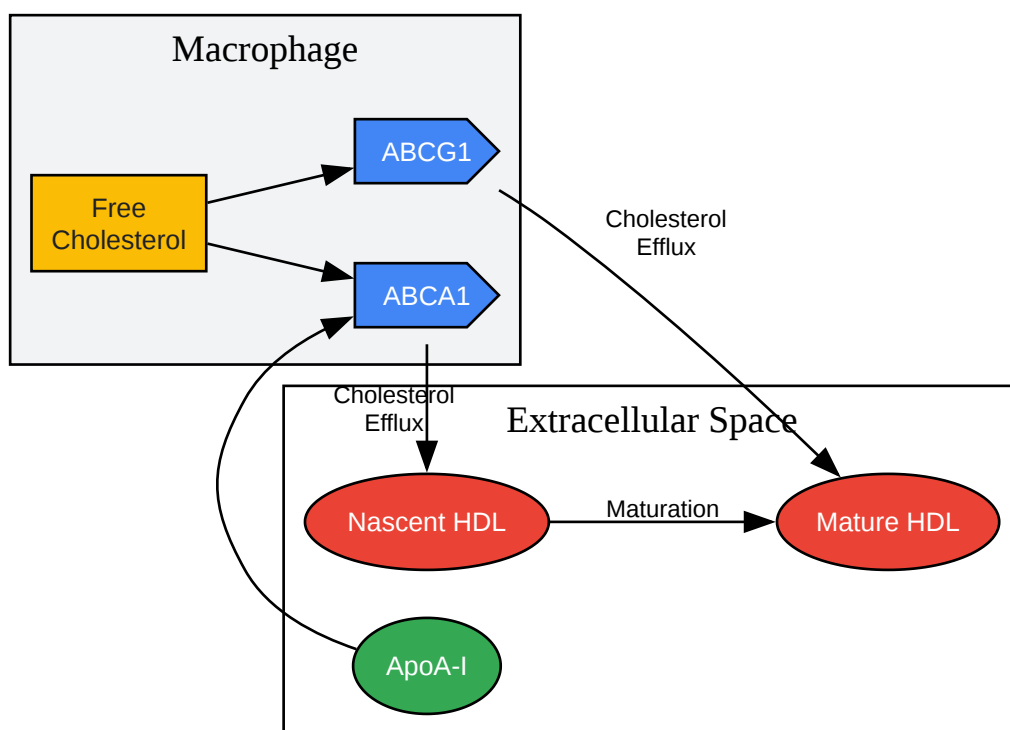 Macrophage
ABCG1
Free
Cholesterol
ABCA1
Cholesterol
Efflux
Cholesterol
Efflux
Extracellular Space
Nascent HDL
Maturation
Mature HDL
ApoA-I